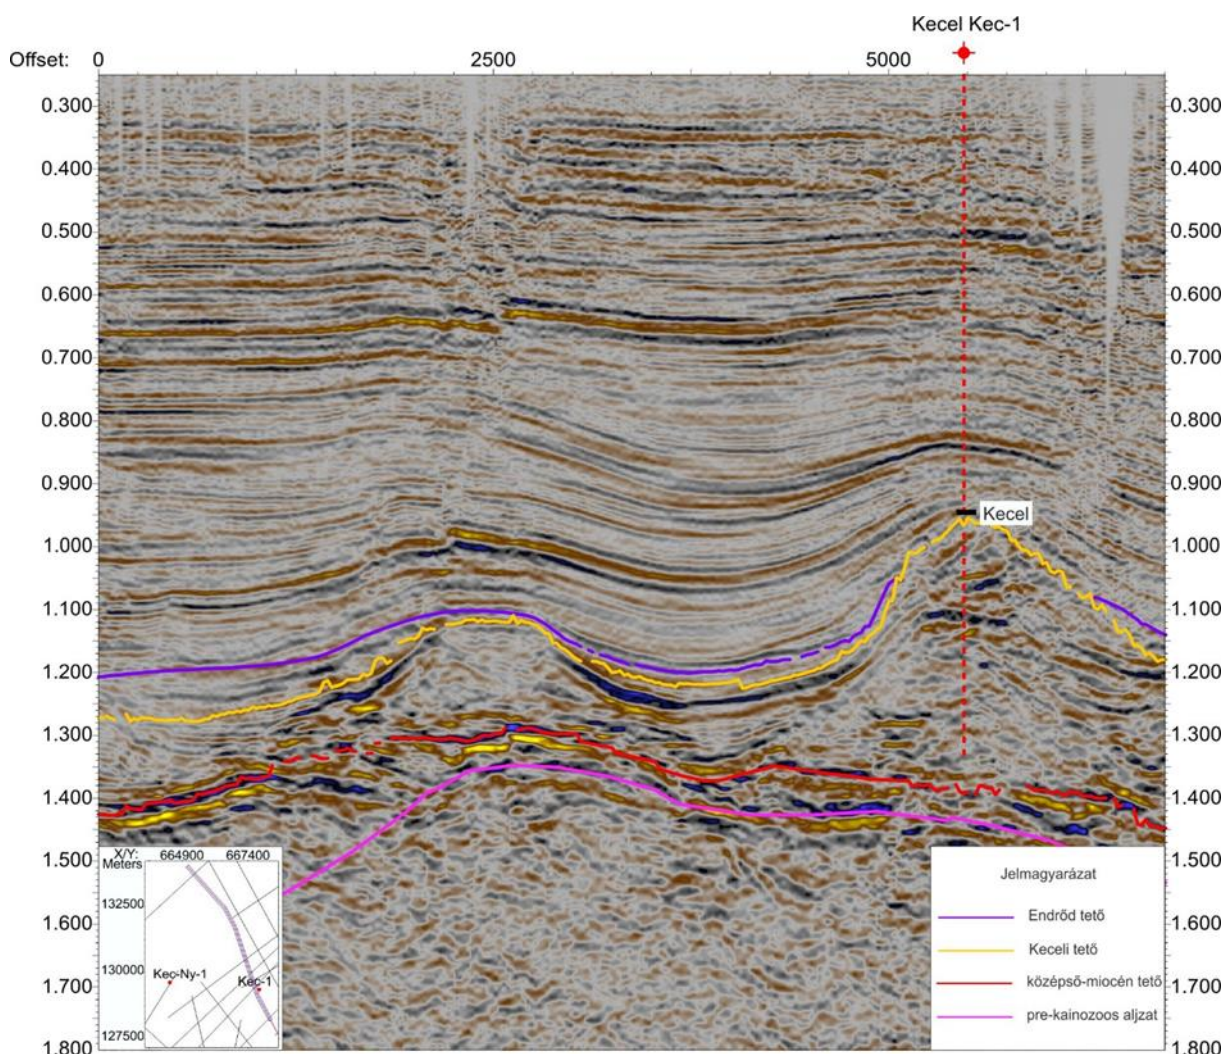 Kecel Kec-1
Offset: 0 2500 5000
0.300 0.300
0.400 0.400
0.500 0.500
0.600 0.600
0.700 0.700
0.800 0.800
0.900 0.900
Kecel
1.000 1.000
1.100 1.100
1.200 1.200
1.300 1.300
1.400 1.400
1.500 1.500
1.600 1.600
1.700 1.700
1.800 1.800
X/Y: 664900 667400
Meters
132500
130000
127500
Kec-Ny-1
Kec-1
Jelmagyarázat
Endrőd tető
Keceli tető
középső-miocén tető
pre-kainozoos aljzat